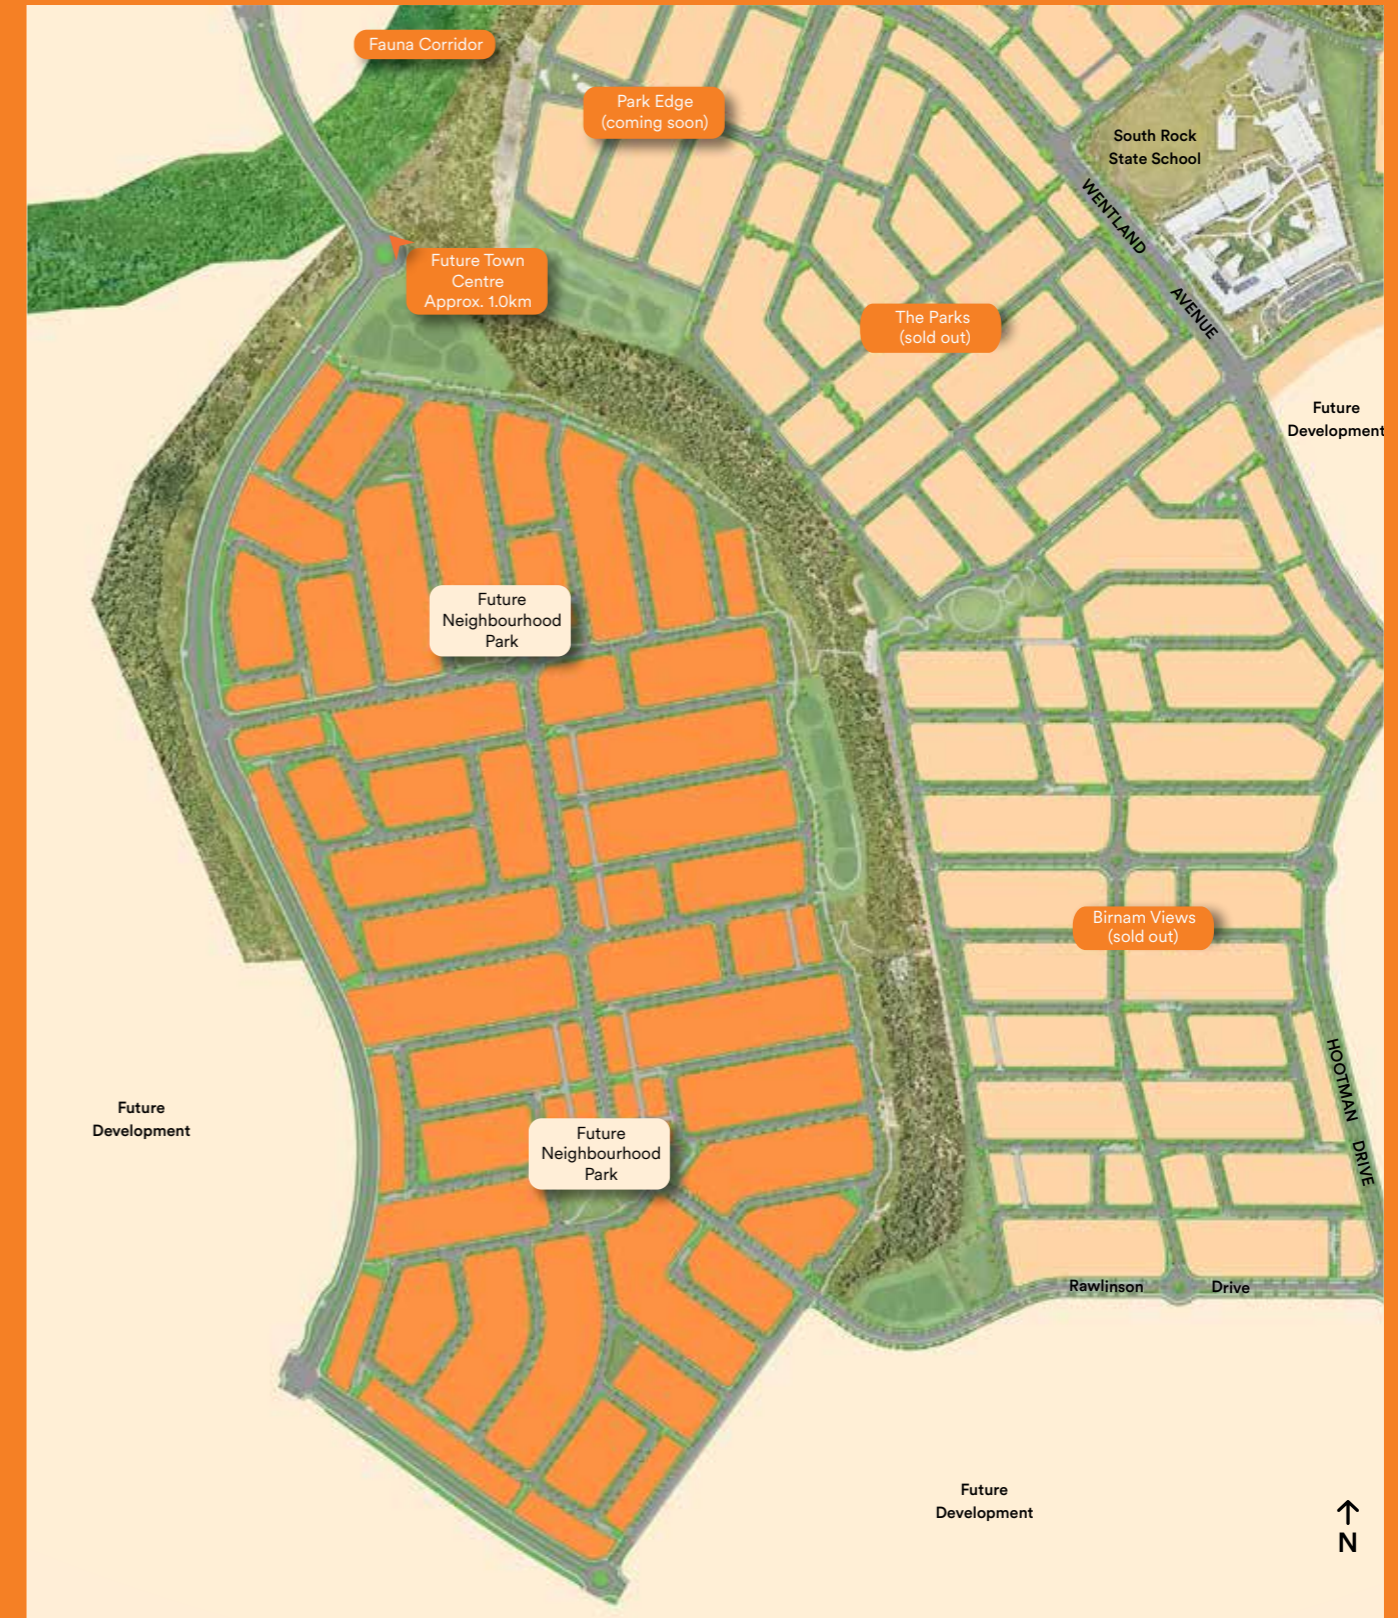 Fauna Corridor
Park Edge
(coming soon)
South Rock
State School
WENTLAND
AVENUE
Future Town
Centre
Approx. 1.0km
The Parks
(sold out)
Future
Development
Future
Neighbourhood
Park
Birnam Views
(sold out)
HOOTMAN
DRIVE
Future
Development
Future
Neighbourhood
Park
Rawlinson Drive
Future
Development
N